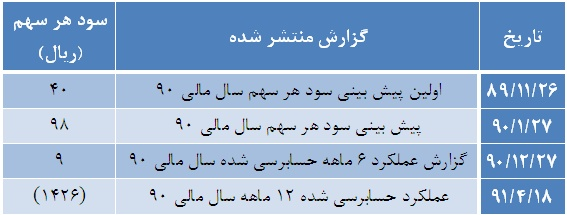 تاریخ گزارش منتشر شده سود هر سهم (ریال)
۸۹/۱۱/۲۶ اولین پیش بینی سود هر سهم سال مالی ۹۰ ۴۰
۹۰/۱/۲۷ پیش بینی سود هر سهم سال مالی ۹۰ ۹۸
۹۰/۱۲/۲۷ گزارش عملکرد ۶ ماهه حسابرسی شده سال مالی ۹۰ ۹
۹۱/۴/۱۸ عملکرد حسابرسی شده ۱۲ ماهه سال مالی ۹۰ (۱۴۲۶)